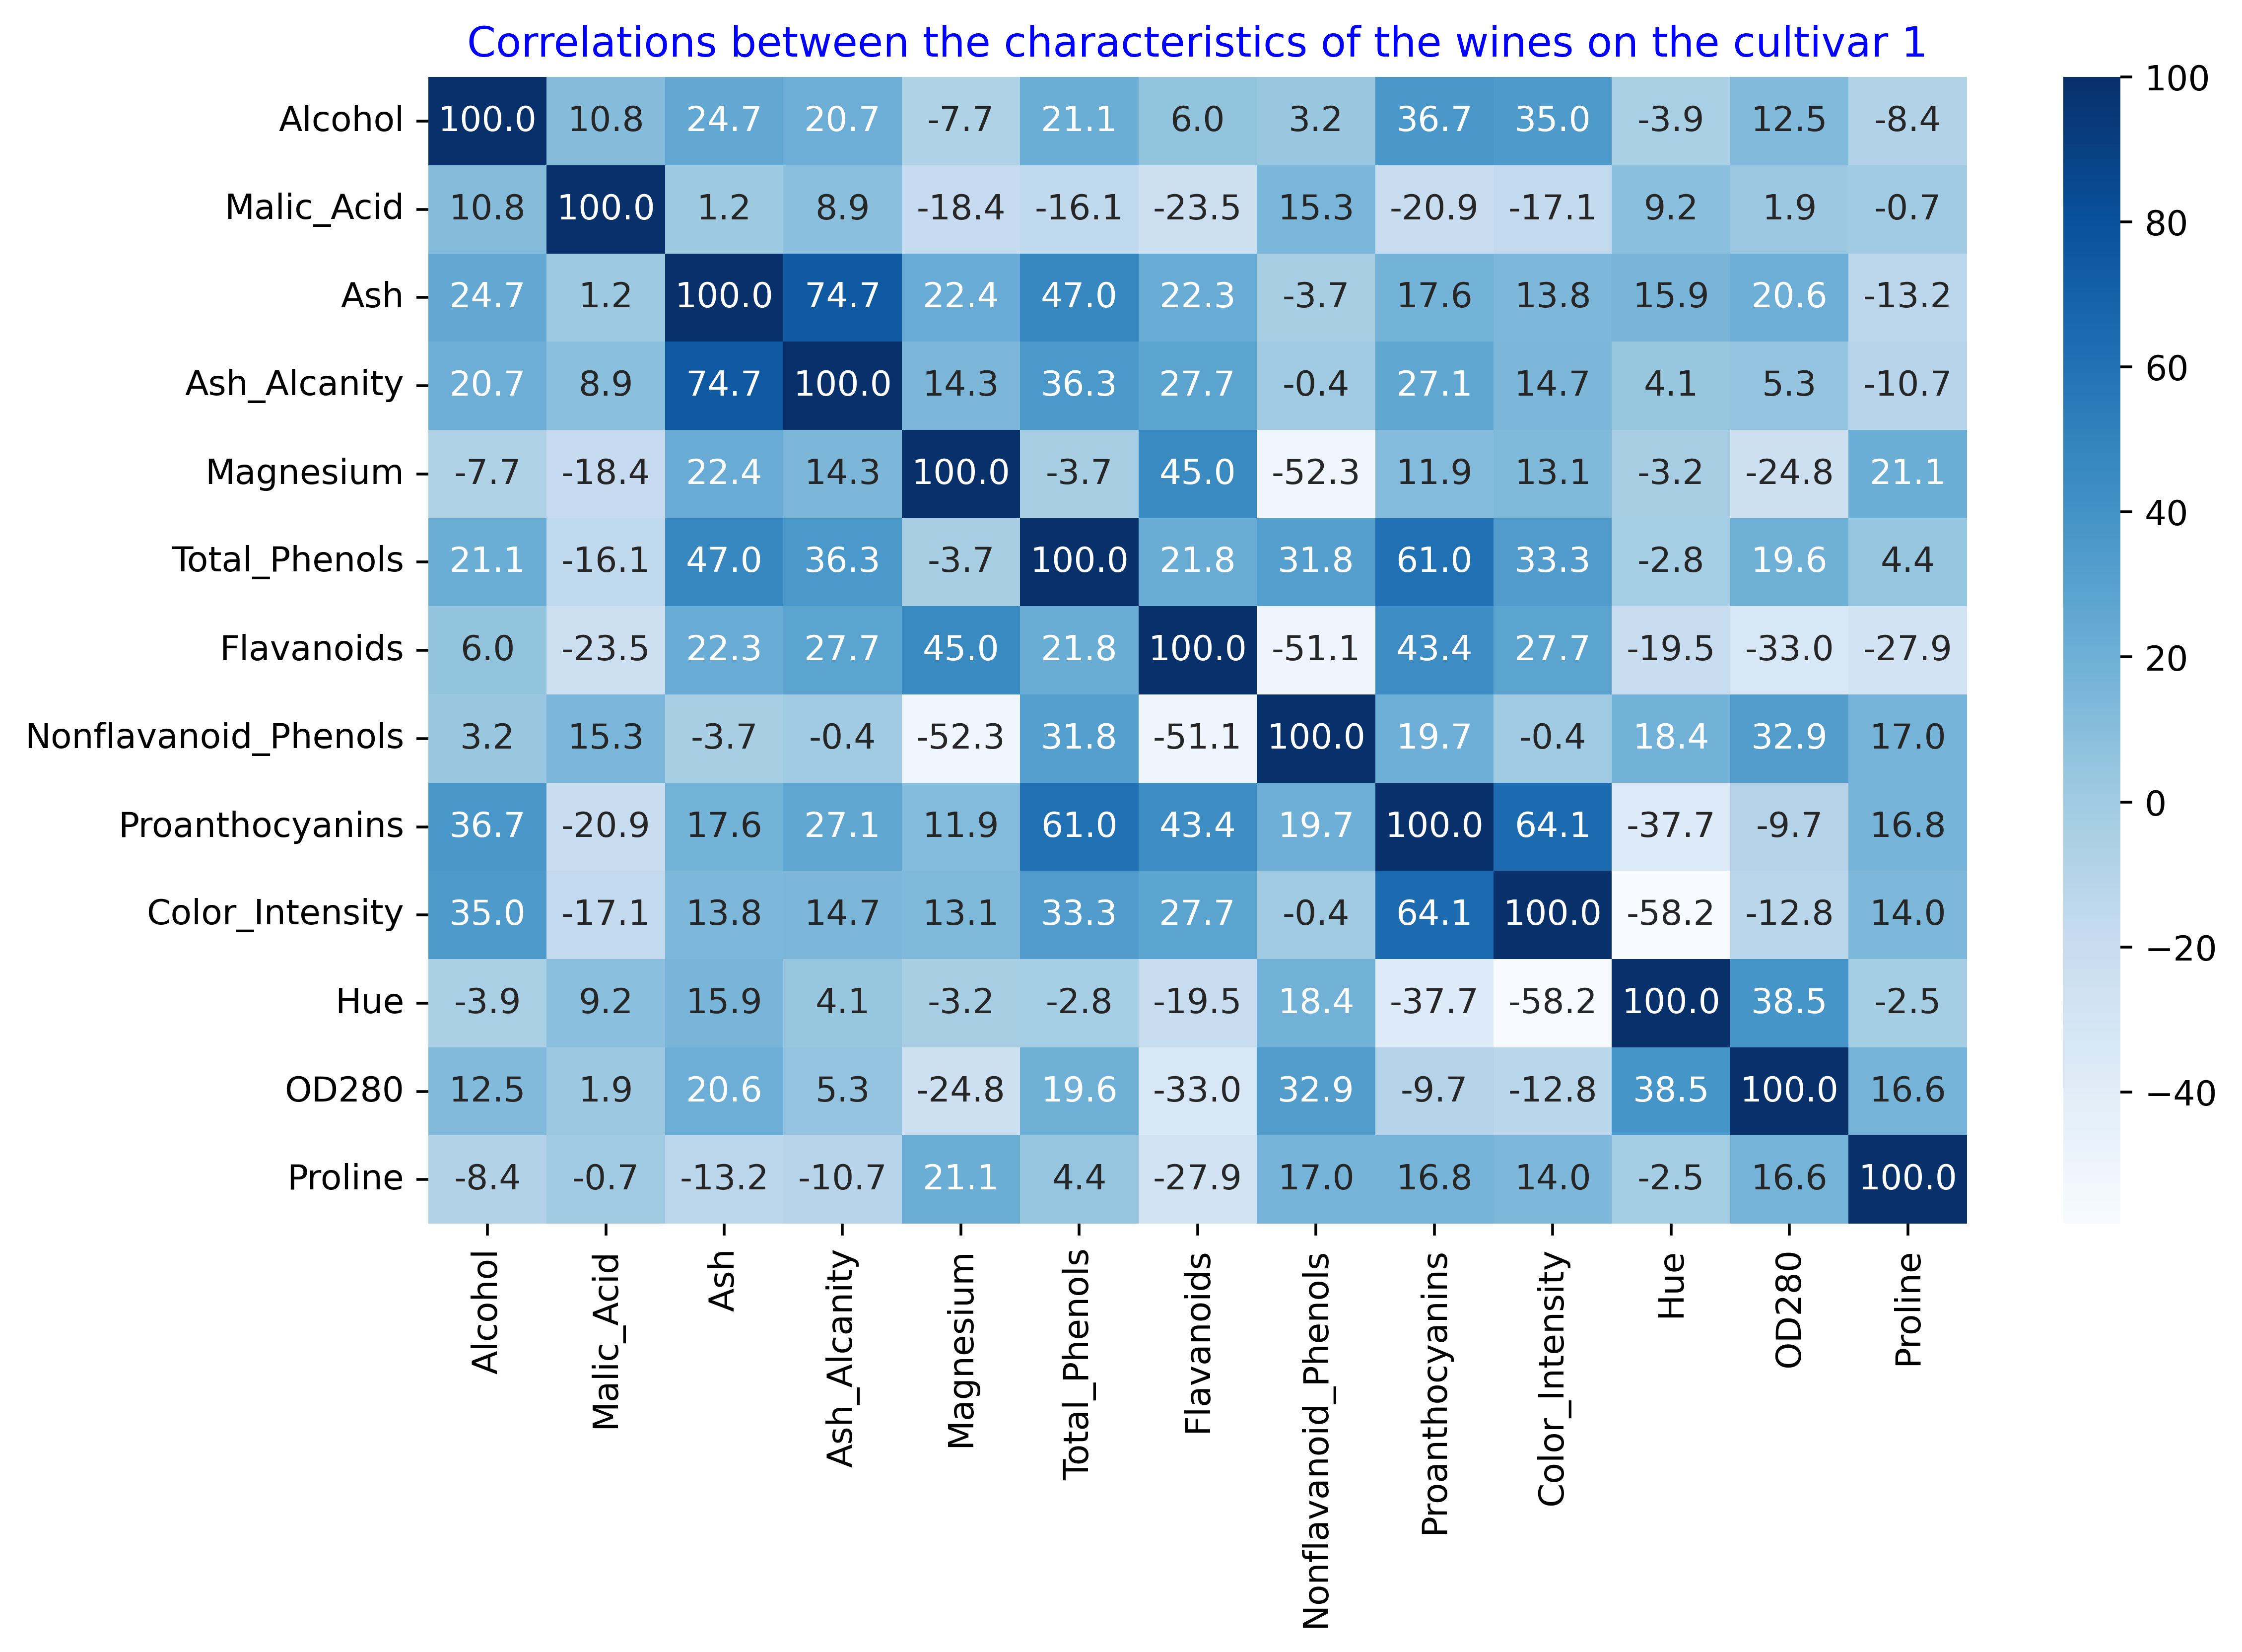 Correlations between the characteristics of the wines on the cultivar 1
Alcohol 100.0 10.8 24.7 20.7 -7.7 21.1 6.0 3.2 36.7 35.0 -3.9 12.5 -8.4
Malic_Acid 10.8 100.0 1.2 8.9 -18.4 -16.1 -23.5 15.3 -20.9 -17.1 9.2 1.9 -0.7
Ash 24.7 1.2 100.0 74.7 22.4 47.0 22.3 -3.7 17.6 13.8 15.9 20.6 -13.2
Ash_Alcanity 20.7 8.9 74.7 100.0 14.3 36.3 27.7 -0.4 27.1 14.7 4.1 5.3 -10.7
Magnesium -7.7 -18.4 22.4 14.3 100.0 -3.7 45.0 -52.3 11.9 13.1 -3.2 -24.8 21.1
Total_Phenols 21.1 -16.1 47.0 36.3 -3.7 100.0 21.8 31.8 61.0 33.3 -2.8 19.6 4.4
Flavanoids 6.0 -23.5 22.3 27.7 45.0 21.8 100.0 -51.1 43.4 27.7 -19.5 -33.0 -27.9
Nonflavanoid_Phenols 3.2 15.3 -3.7 -0.4 -52.3 31.8 -51.1 100.0 19.7 -0.4 18.4 32.9 17.0
Proanthocyanins 36.7 -20.9 17.6 27.1 11.9 61.0 43.4 19.7 100.0 64.1 -37.7 -9.7 16.8
Color_Intensity 35.0 -17.1 13.8 14.7 13.1 33.3 27.7 -0.4 64.1 100.0 -58.2 -12.8 14.0
Hue -3.9 9.2 15.9 4.1 -3.2 -2.8 -19.5 18.4 -37.7 -58.2 100.0 38.5 -2.5
OD280 12.5 1.9 20.6 5.3 -24.8 19.6 -33.0 32.9 -9.7 -12.8 38.5 100.0 16.6
Proline -8.4 -0.7 -13.2 -10.7 21.1 4.4 -27.9 17.0 16.8 14.0 -2.5 16.6 100.0
Alcohol
Malic_Acid
Ash
Ash_Alcanity
Magnesium
Total_Phenols
Flavanoids
Nonflavanoid_Phenols
Proanthocyanins
Color_Intensity
Hue
OD280
Proline
100
80
60
40
20
0
−20
−40